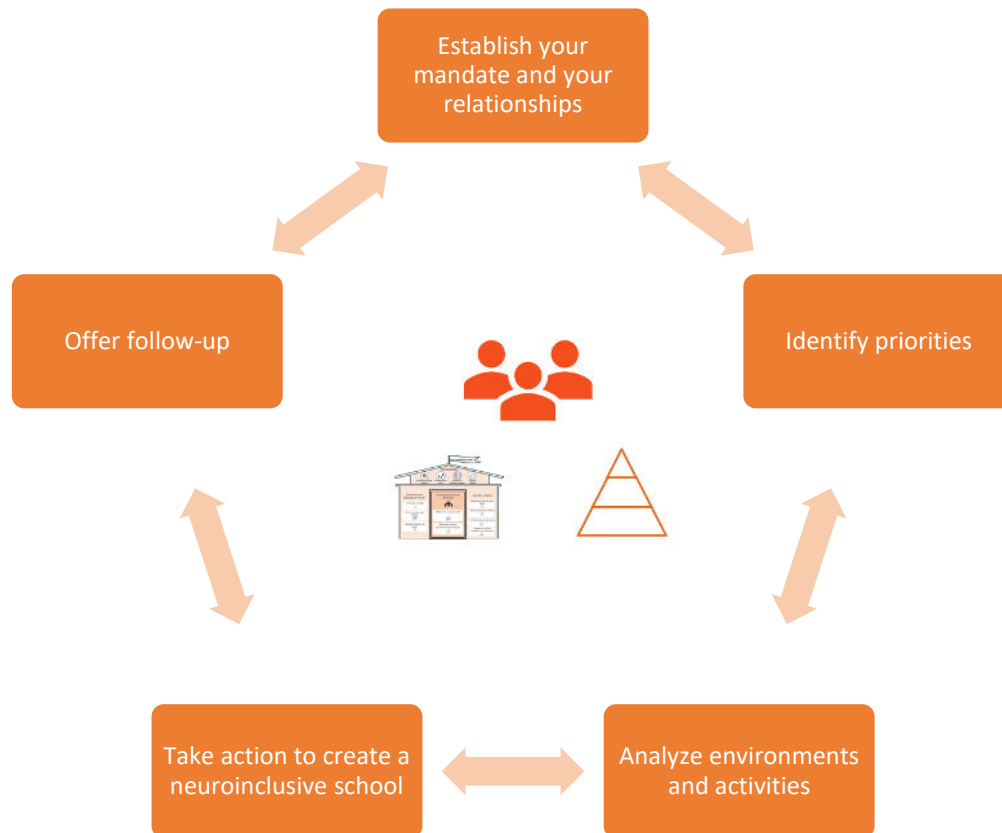 Establish your
mandate and your
relationships
Offer follow-up
Identify priorities
Take action to create a
neuroinclusive school
Analyze environments
and activities